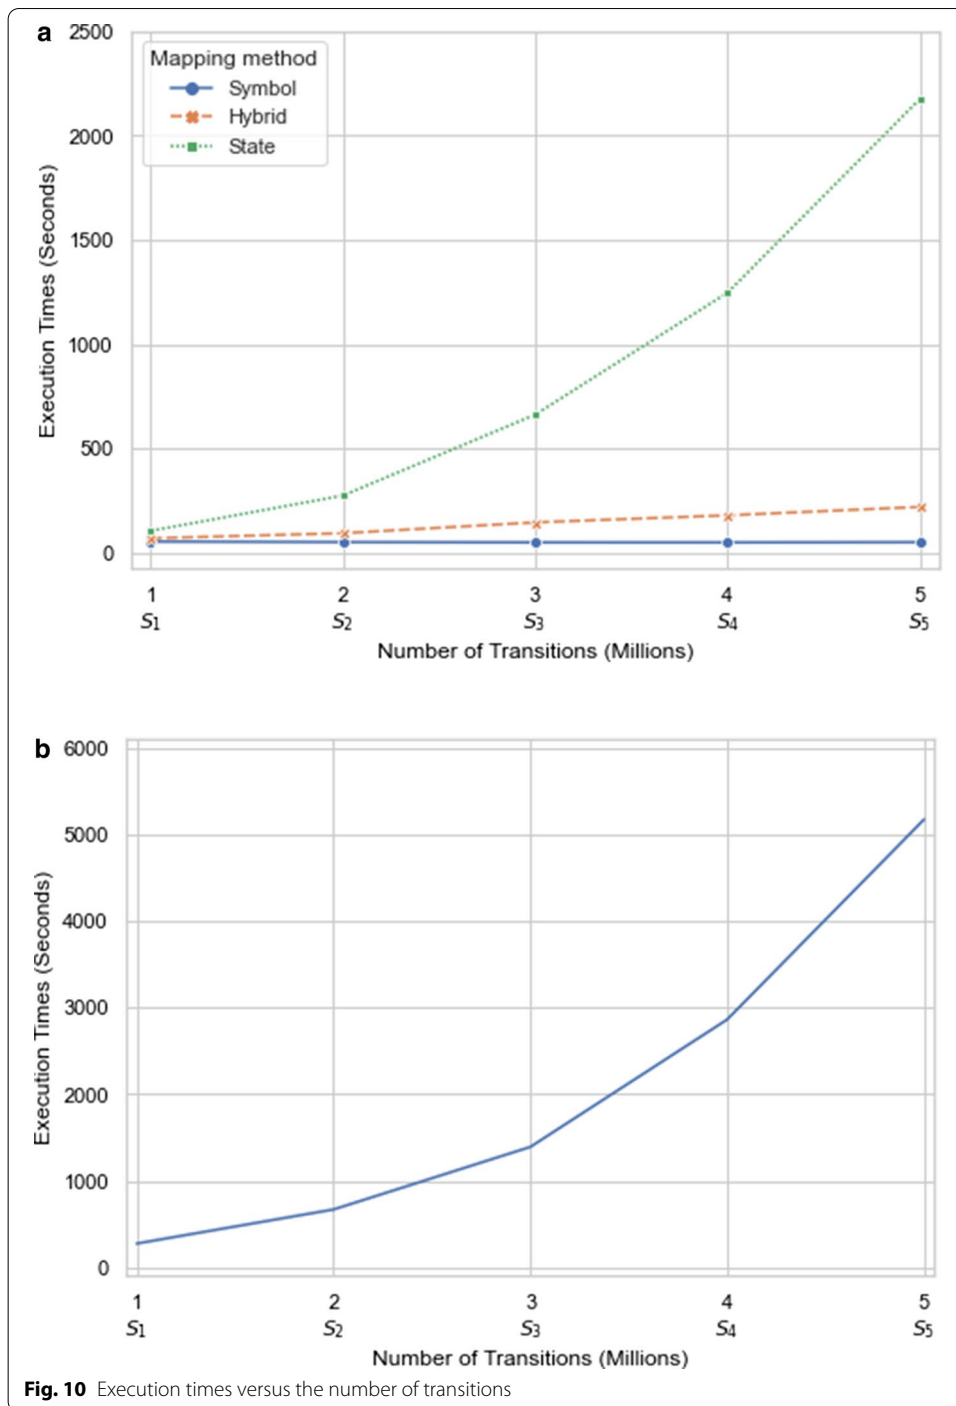 a
2500
Mapping method
Symbol
Hybrid
State
2000
1500
1000
500
0
Execution Times (Seconds)
1 2 3 4 5
S₁ S₂ S₃ S₄ S₅
Number of Transitions (Millions)
b
6000
5000
4000
3000
2000
1000
0
Execution Times (Seconds)
1 2 3 4 5
S₁ S₂ S₃ S₄ S₅
Number of Transitions (Millions)
Fig. 10 Execution times versus the number of transitions